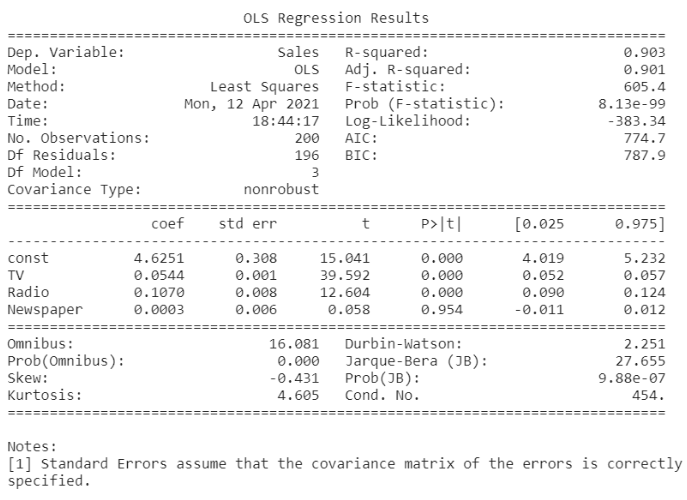 OLS Regression Results
==============================================================================
Dep. Variable: Sales R-squared: 0.903
Model: OLS Adj. R-squared: 0.901
Method: Least Squares F-statistic: 605.4
Date: Mon, 12 Apr 2021 Prob (F-statistic): 8.13e-99
Time: 18:44:17 Log-Likelihood: -383.34
No. Observations: 200 AIC: 774.7
Df Residuals: 196 BIC: 787.9
Df Model: 3
Covariance Type: nonrobust
==============================================================================
coef std err t P>|t| [0.025 0.975]
------------------------------------------------------------------------------
const 4.6251 0.308 15.041 0.000 4.019 5.232
TV 0.0544 0.001 39.592 0.000 0.052 0.057
Radio 0.1070 0.008 12.604 0.000 0.090 0.124
Newspaper 0.0003 0.006 0.058 0.954 -0.011 0.012
==============================================================================
Omnibus: 16.081 Durbin-Watson: 2.251
Prob(Omnibus): 0.000 Jarque-Bera (JB): 27.655
Skew: -0.431 Prob(JB): 9.88e-07
Kurtosis: 4.605 Cond. No. 454.
==============================================================================
Notes:
[1] Standard Errors assume that the covariance matrix of the errors is correctly
specified.